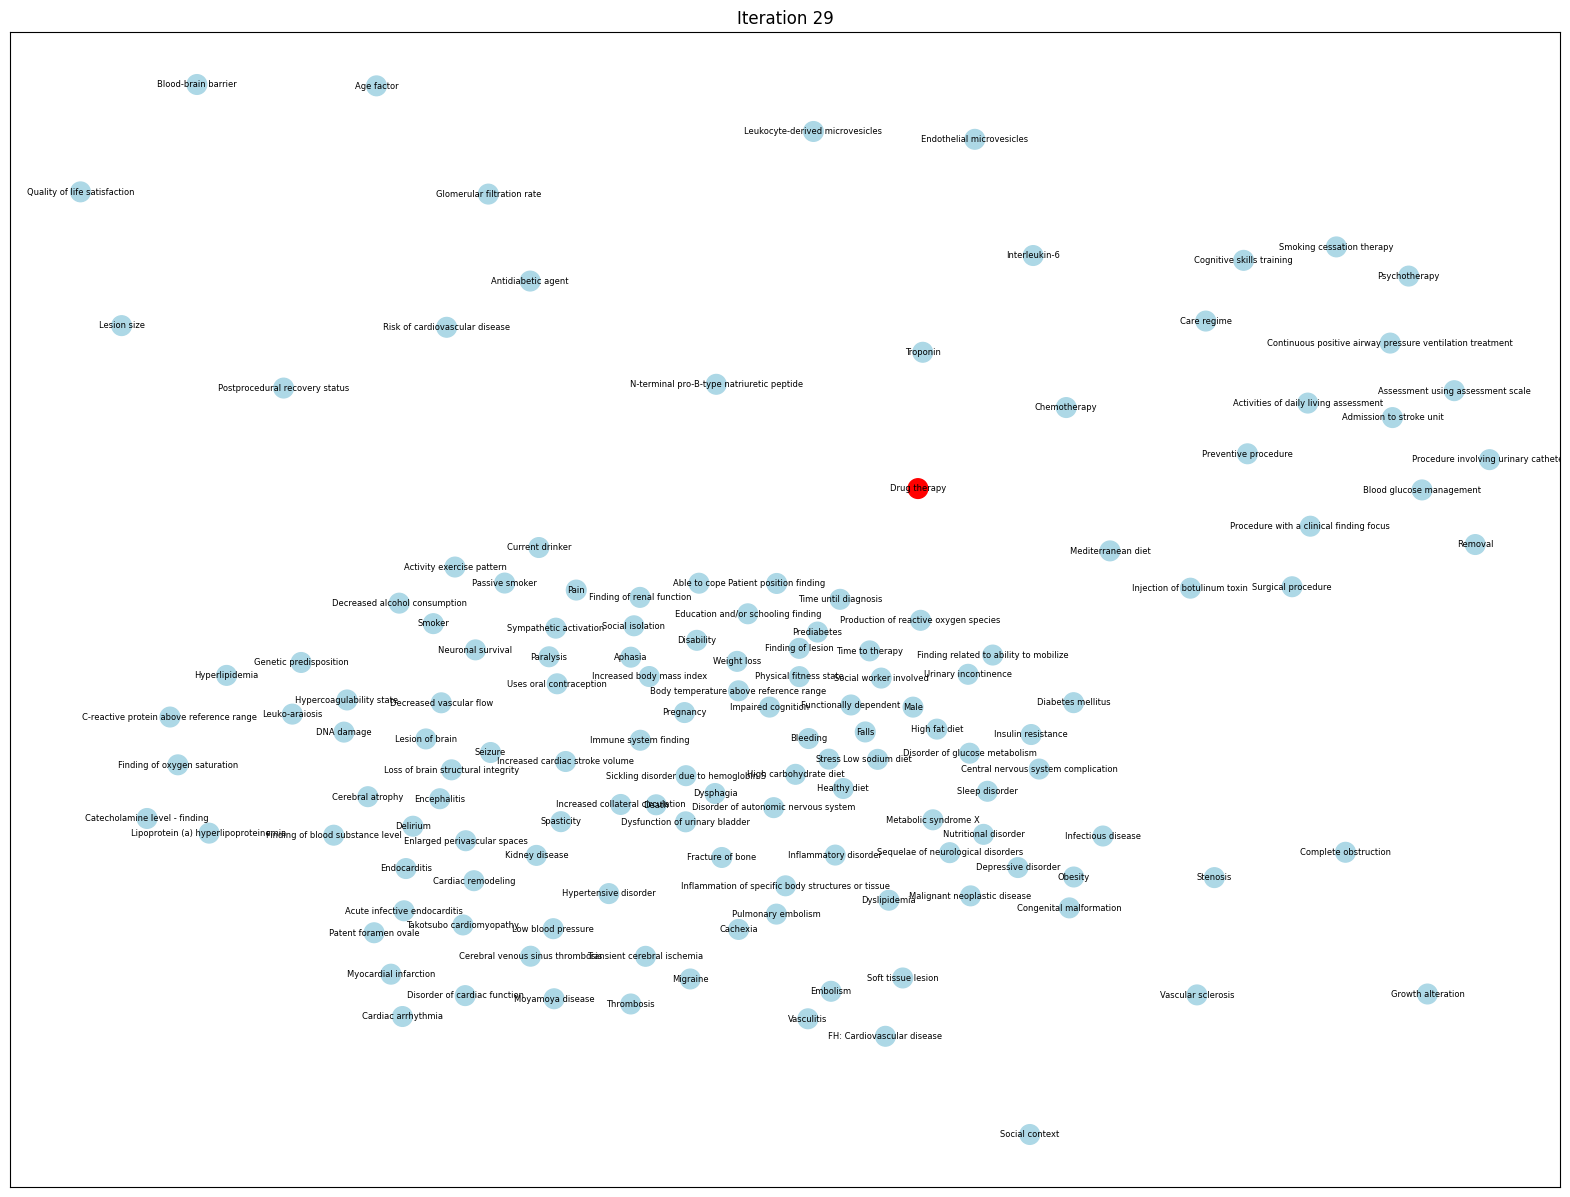 Iteration 29
Blood-brain barrier
Age factor
Leukocyte-derived microvesicles
Endothelial microvesicles
Quality of life satisfaction
Glomerular filtration rate
Smoking cessation therapy
Interleukin-6
Cognitive skills training
Psychotherapy
Antidiabetic agent
Care regime
Lesion size
Risk of cardiovascular disease
Continuous positive airway pressure ventilation treatment
Troponin
N-terminal pro-B-type natriuretic peptide
Postprocedural recovery status
Assessment using assessment scale
Activities of daily living assessment
Chemotherapy
Admission to stroke unit
Preventive procedure
Procedure involving urinary cathete
Drug therapy
Blood glucose management
Procedure with a clinical finding focus
Removal
Current drinker
Mediterranean diet
Activity exercise pattern
Passive smoker
Able to cope
Patient position finding
Injection of botulinum toxin
Surgical procedure
Pain
Finding of renal function
Time until diagnosis
Decreased alcohol consumption
Education and/or schooling finding
Production of reactive oxygen species
Smoker
Sympathetic activation
Social isolation
Prediabetes
Disability
Finding of lesion
Neuronal survival
Time to therapy
Finding related to ability to mobilize
Paralysis
Aphasia
Weight loss
Genetic predisposition
Hyperlipidemia
Urinary incontinence
Increased body mass index
Physical fitness state
Social worker involved
Uses oral contraception
Body temperature above reference range
Hypercoagulability state
Decreased vascular flow
Diabetes mellitus
Functionally dependent
Male
Impaired cognition
Pregnancy
Leuko-araiosis
C-reactive protein above reference range
High fat diet
DNA damage
Falls
Insulin resistance
Lesion of brain
Bleeding
Immune system finding
Seizure
Disorder of glucose metabolism
Stress
Low sodium diet
Increased cardiac stroke volume
Finding of oxygen saturation
Loss of brain structural integrity
Central nervous system complication
High carbohydrate diet
Sickling disorder due to hemoglobin S
Healthy diet
Sleep disorder
Dysphagia
Cerebral atrophy
Encephalitis
Increased collateral circulation
Death
Disorder of autonomic nervous system
Catecholamine level - finding
Metabolic syndrome X
Spasticity
Dysfunction of urinary bladder
Delirium
Lipoprotein (a) hyperlipoproteinemia
Finding of blood substance level
Nutritional disorder
Infectious disease
Enlarged perivascular spaces
Sequelae of neurological disorders
Complete obstruction
Kidney disease
Inflammatory disorder
Fracture of bone
Endocarditis
Depressive disorder
Obesity
Stenosis
Cardiac remodeling
Inflammation of specific body structures or tissue
Hypertensive disorder
Malignant neoplastic disease
Dyslipidemia
Congenital malformation
Acute infective endocarditis
Pulmonary embolism
Takotsubo cardiomyopathy
Low blood pressure
Cachexia
Patent foramen ovale
Cerebral venous sinus thrombosis
Transient cerebral ischemia
Myocardial infarction
Migraine
Soft tissue lesion
Embolism
Disorder of cardiac function
Vascular sclerosis
Growth alteration
Moyamoya disease
Thrombosis
Cardiac arrhythmia
Vasculitis
FH: Cardiovascular disease
Social context